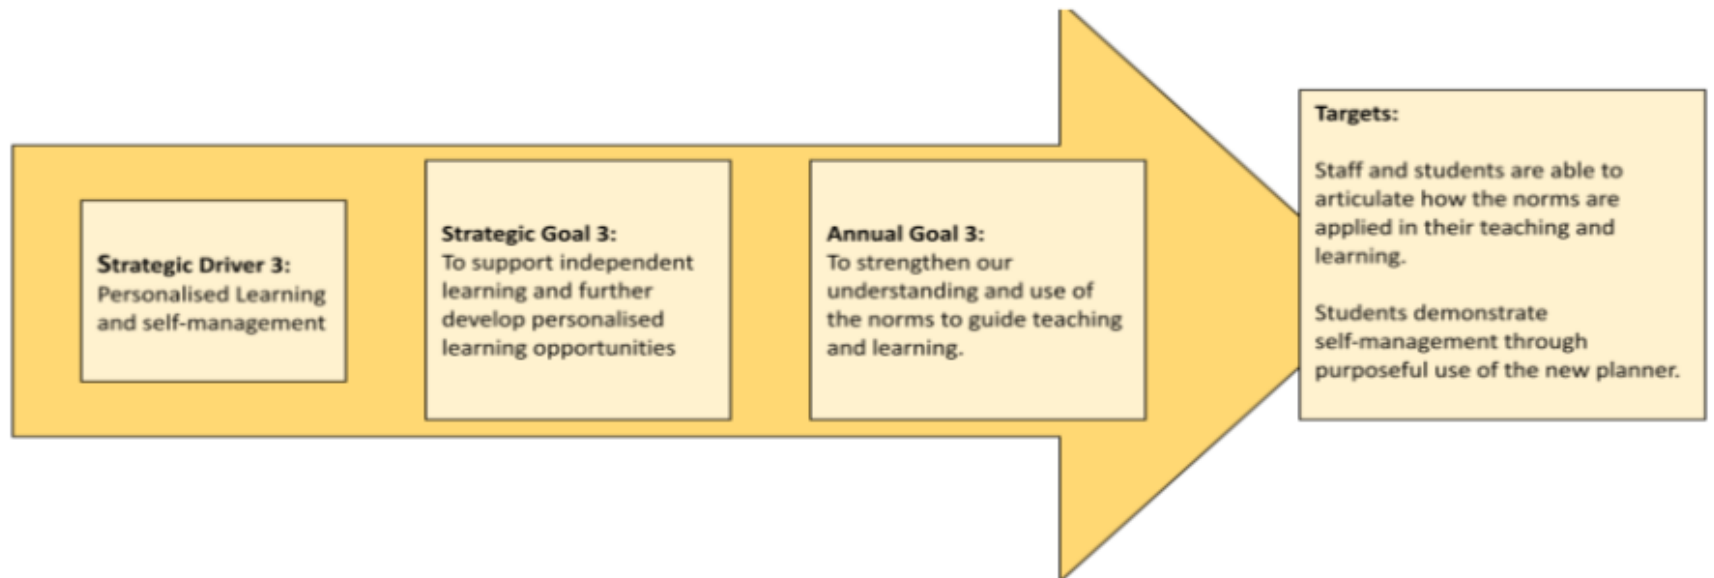 Strategic Driver 3:
Personalised Learning
and self-management
Strategic Goal 3:
To support independent
learning and further
develop personalised
learning opportunities
Annual Goal 3:
To strengthen our
understanding and use of
the norms to guide teaching
and learning.
Targets:
Staff and students are able to
articulate how the norms are
applied in their teaching and
learning.
Students demonstrate
self-management through
purposeful use of the new planner.